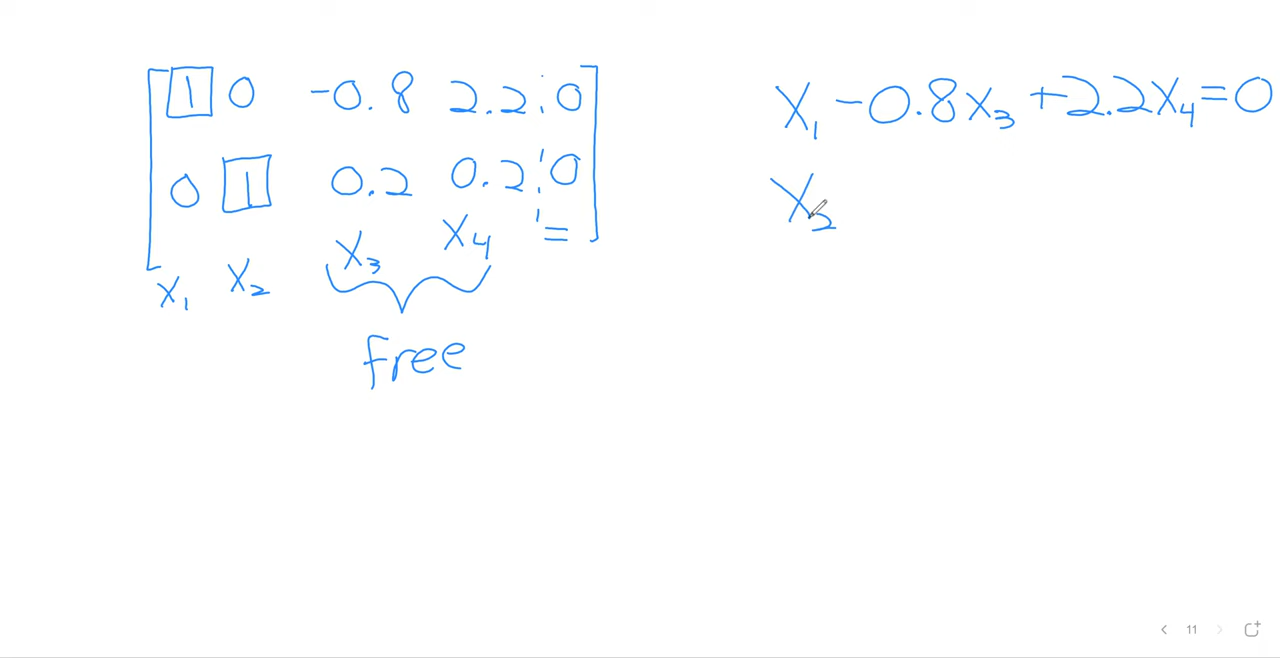 1 0 -0.8 2.2 0
0 1 0.2 0.2 0
x₁ x₂ x₃ x₄ =
free
x₁ -0.8x₃ +2.2x₄=0
x₂
11